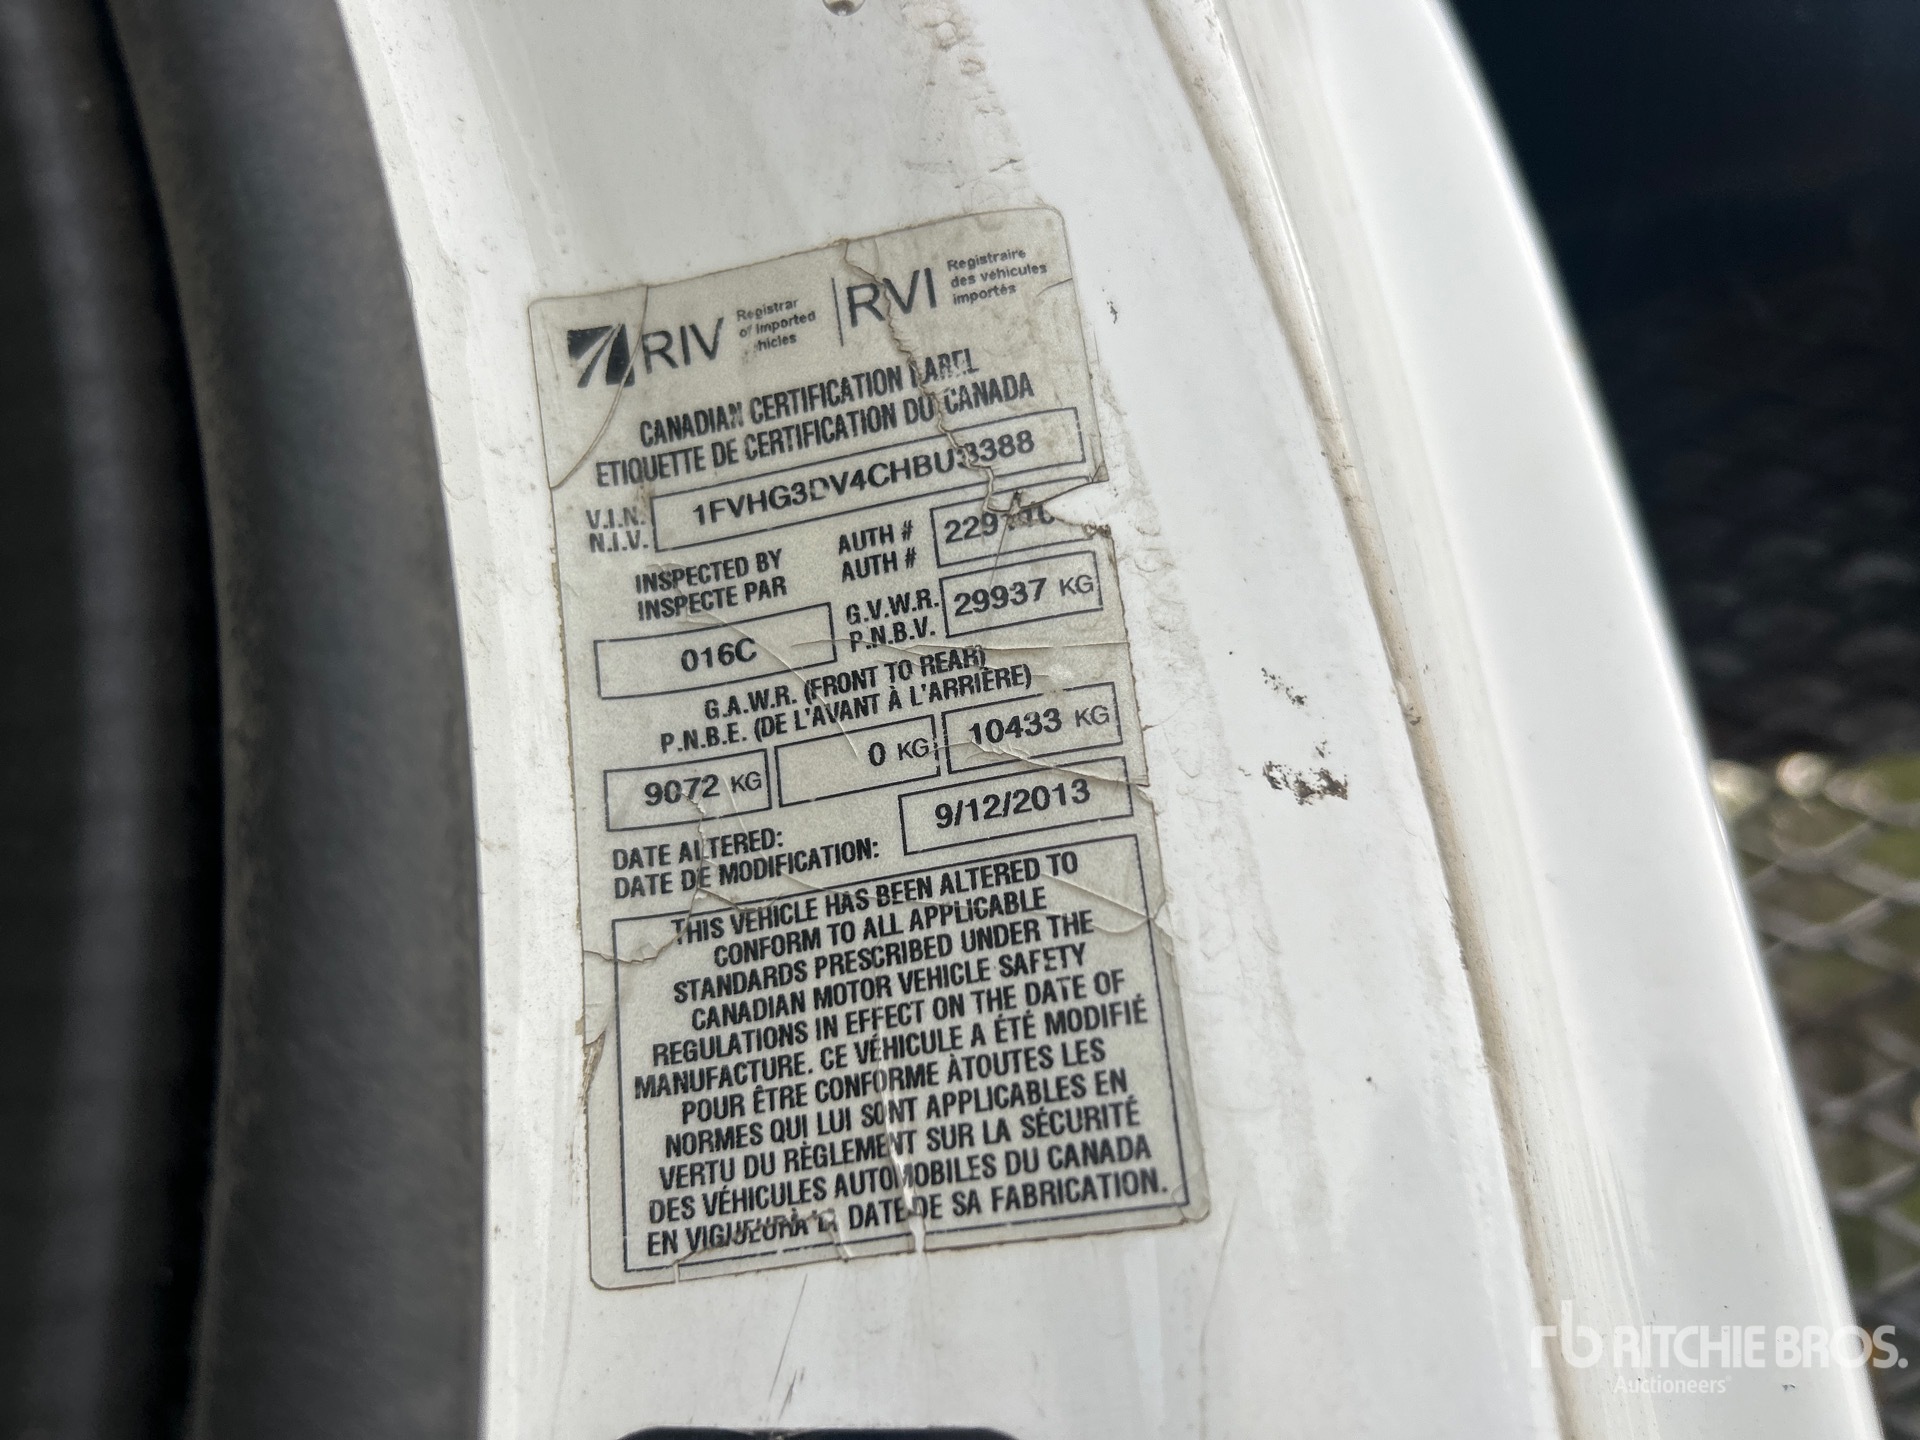 RIV Registrar of Imported Vehicles | RVI Registraire des véhicules importés
CANADIAN CERTIFICATION LABEL
ETIQUETTE DE CERTIFICATION DU CANADA
V.I.N. N.I.V.
INSPECTED BY
INSPECTE PAR
016C
AUTH #
AUTH #
G.V.W.R.
P.N.B.V.
29937 KG
G.A.W.R. (FRONT TO REAR)
P.N.B.E. (DE L'AVANT À L'ARRIÈRE)
9072 KG 0 KG 10433 KG
DATE ALTERED:
DATE DE MODIFICATION:
9/12/2013
THIS VEHICLE HAS BEEN ALTERED TO
CONFORM TO ALL APPLICABLE
STANDARDS PRESCRIBED UNDER THE
CANADIAN MOTOR VEHICLE SAFETY
REGULATIONS IN EFFECT ON THE DATE OF
MANUFACTURE. CE VÉHICULE A ÉTÉ MODIFIÉ
POUR ÊTRE CONFORME ÀTOUTES LES
NORMES QUI LUI SONT APPLICABLES EN
VERTU DU RÈGLEMENT SUR LA SÉCURITÉ
DES VÉHICULES AUTOMOBILES DU CANADA
EN VIGUEUR À LA DATE DE SA FABRICATION.
rb RITCHIE BROS.
Auctioneers